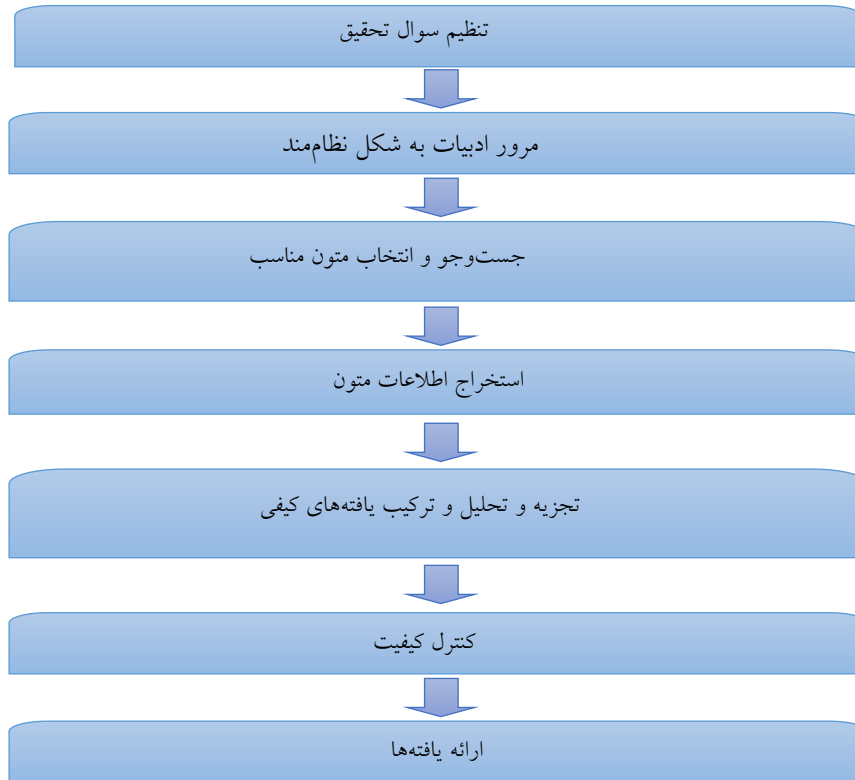 تنظیم سوال تحقیق
مرور ادبیات به شکل نظام‌مند
جست‌وجو و انتخاب متون مناسب
استخراج اطلاعات متون
تجزیه و تحلیل و ترکیب یافته‌های کیفی
کنترل کیفیت
ارائه یافته‌ها